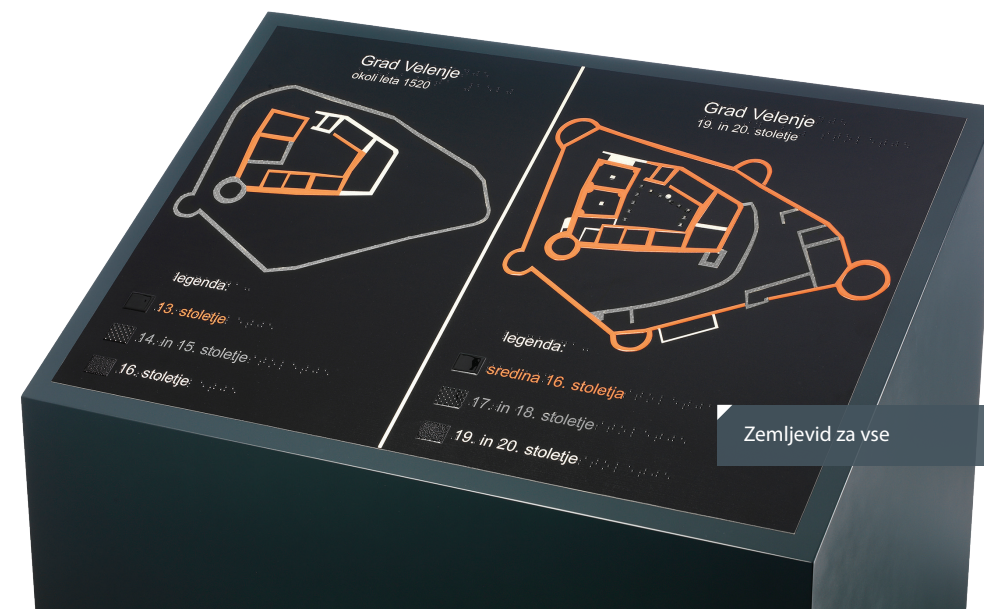 Grad Velenje
okoli leta 1520
legenda:
13. stoletje
14. in 15. stoletje
16. stoletje
Grad Velenje
19. in 20. stoletje
legenda:
sredina 16. stoletja
17. in 18. stoletje
19. in 20. stoletje
Zemljevid za vse